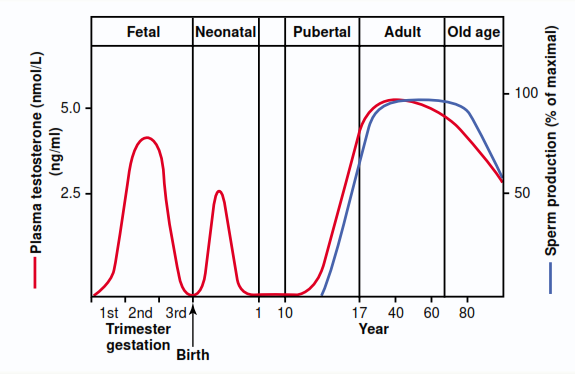 Fetal Neonatal Pubertal Adult Old age
Plasma testosterone (nmol/L)
(ng/ml)
5.0
2.5
100
50
Sperm production (% of maximal)
1st 2nd 3rd 1 10 17 40 60 80
Trimester
gestation
Birth
Year